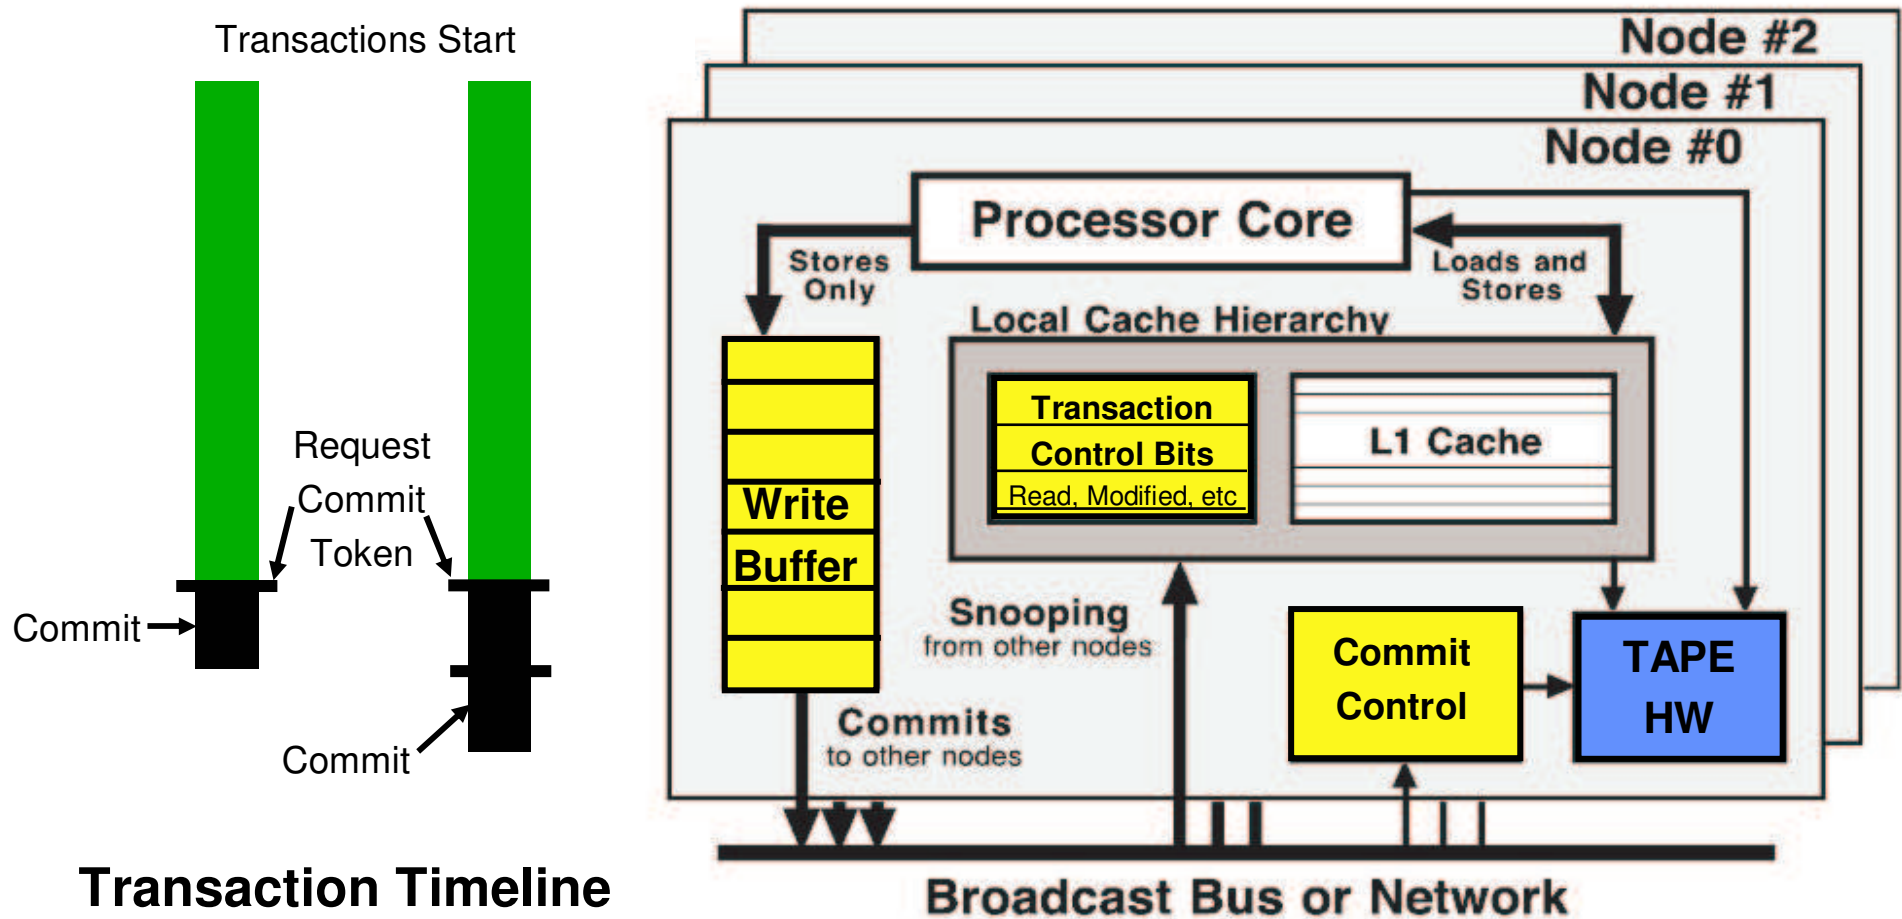 Transactions Start
Request
Commit
Token
Commit
Commit
Transaction Timeline
Node #2
Node #1
Node #0
Processor Core
Stores
Only
Loads and
Stores
Local Cache Hierarchy
Transaction
Control Bits
Read, Modified, etc
L1 Cache
Write
Buffer
Snooping
from other nodes
Commit
Control
TAPE
HW
Commits
to other nodes
Broadcast Bus or Network